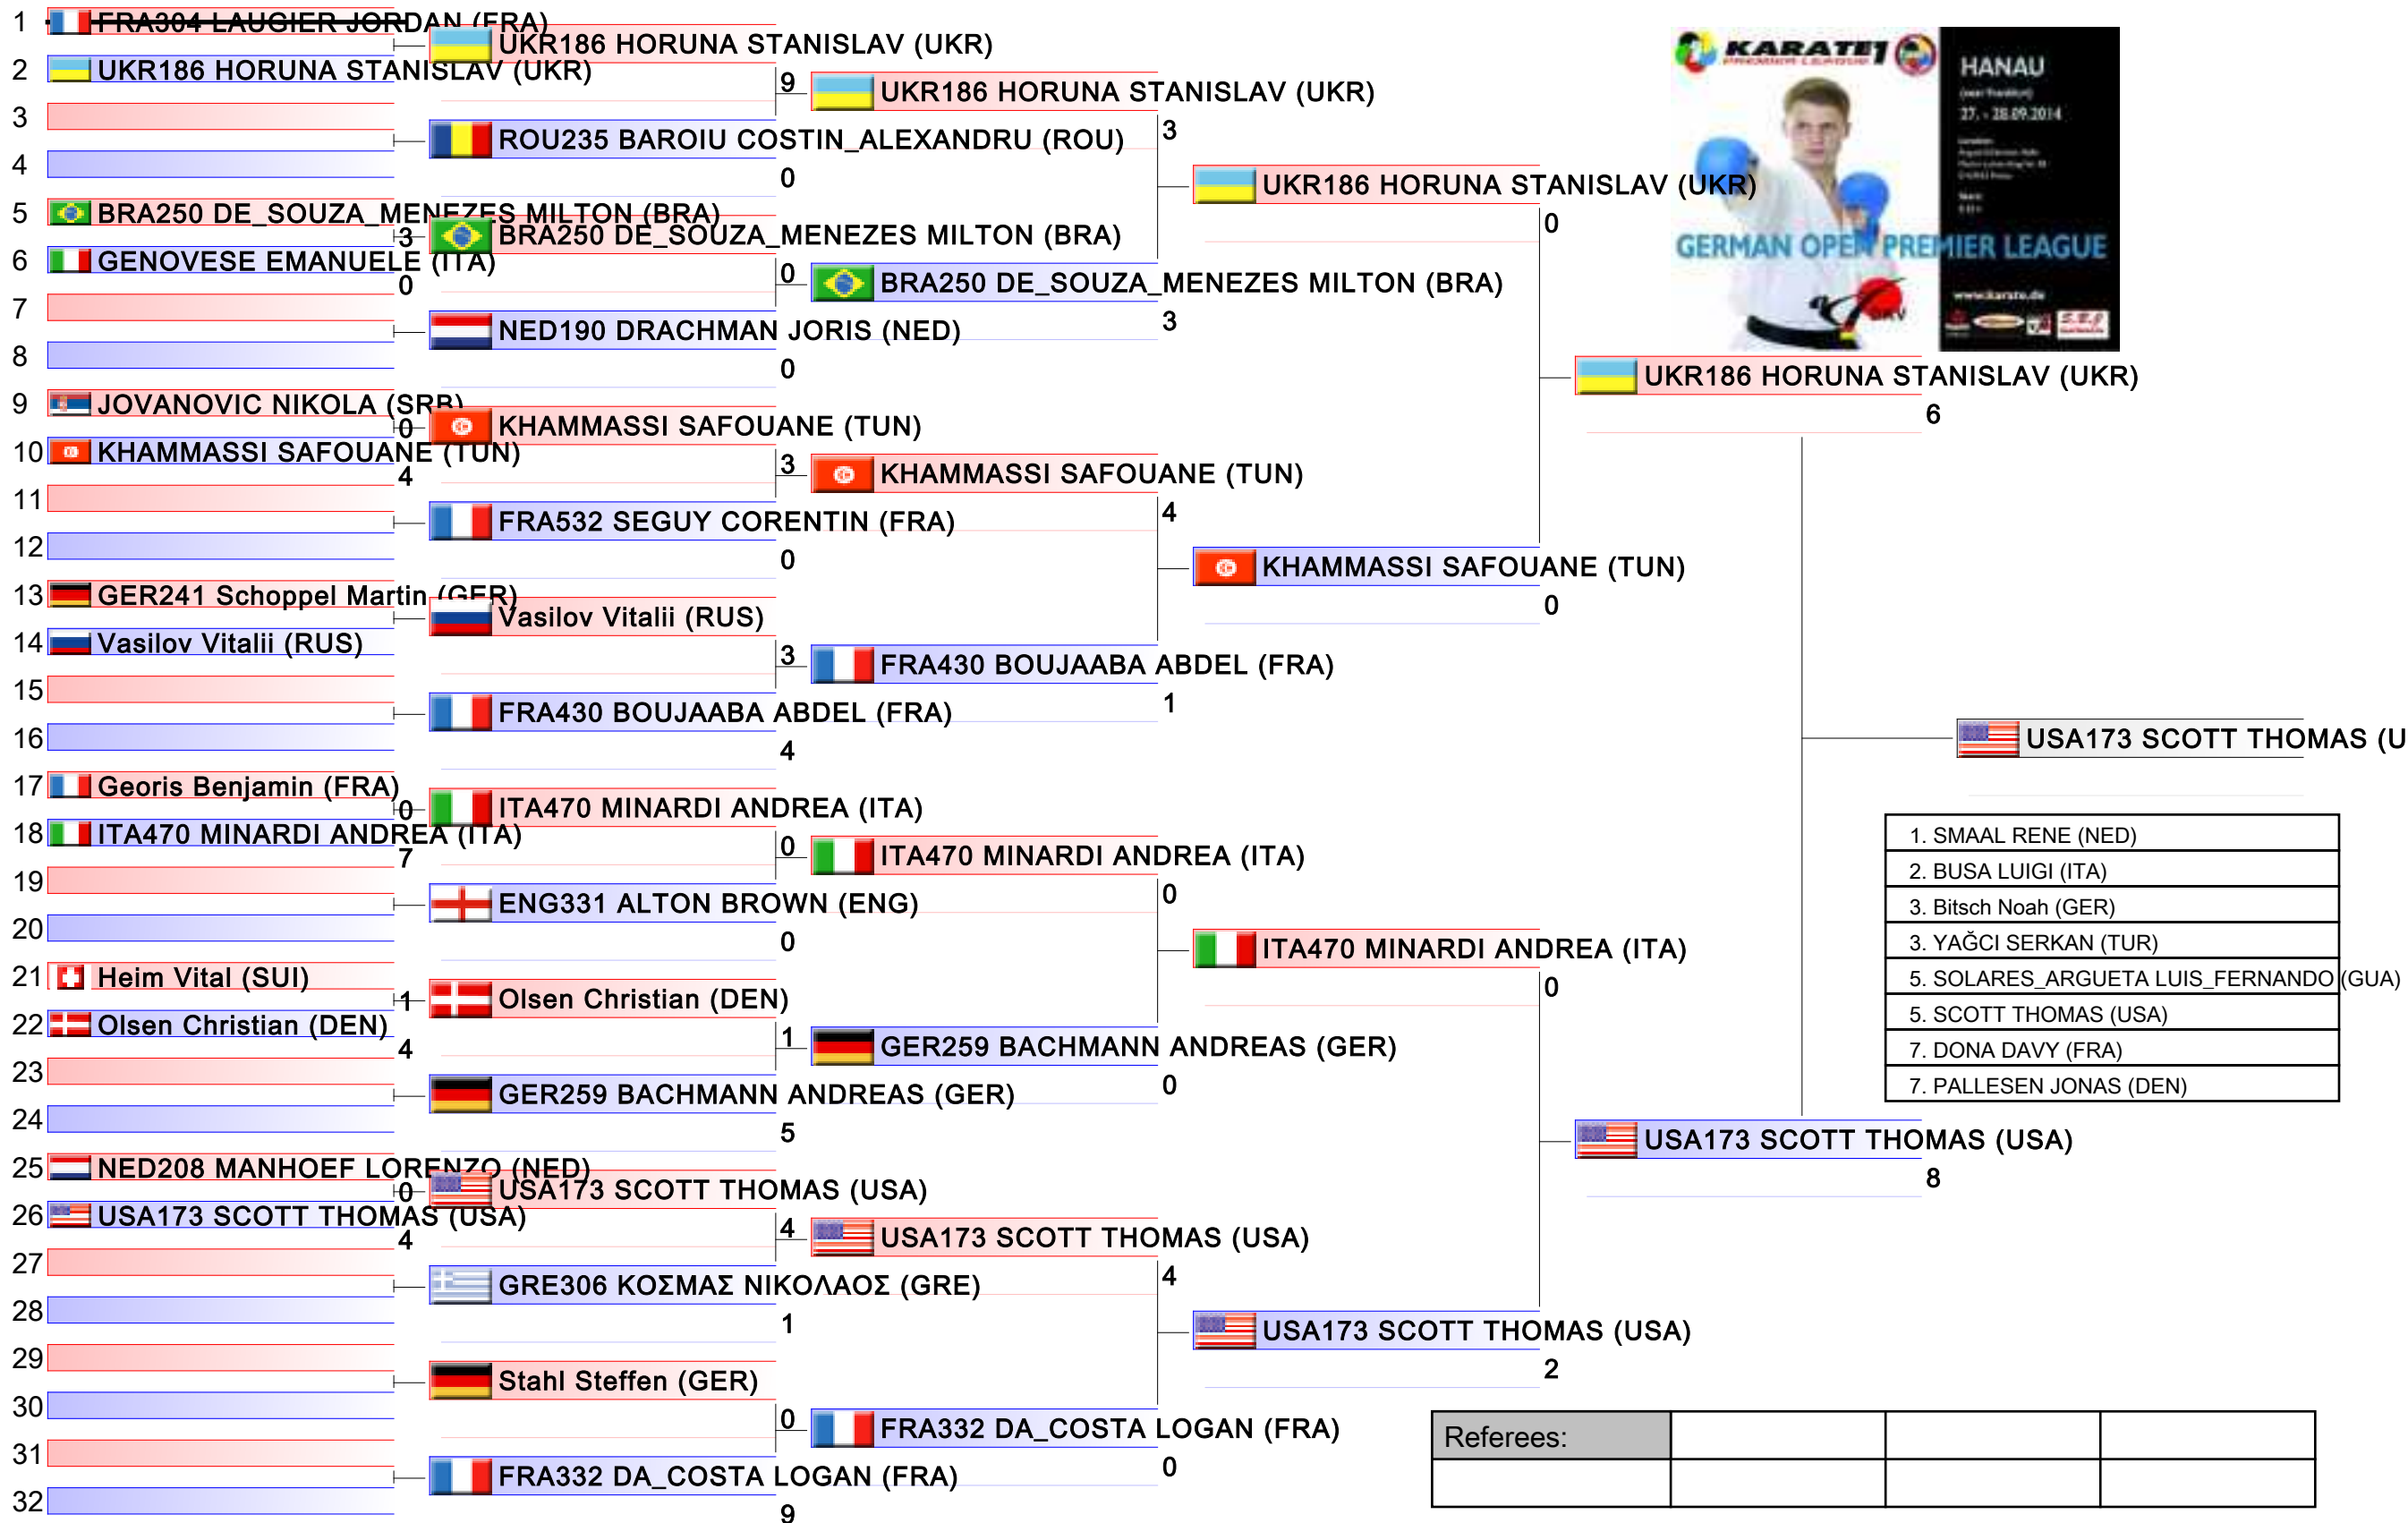 1 FRA304 LAUGIER JORDAN (FRA)
2 UKR186 HORUNA STANISLAV (UKR)
3
4
5 BRA250 DE_SOUZA_MENEZES MILTON (BRA)
3
6 GENOVESE EMANUELE (ITA)
0
7
8
9 JOVANOVIC NIKOLA (SRB)
0
10 KHAMMASSI SAFOUANE (TUN)
4
11
12
13 GER241 Schoppel Martin (GER)
14 Vasilov Vitalii (RUS)
15
16
17 Georis Benjamin (FRA)
0
18 ITA470 MINARDI ANDREA (ITA)
7
19
20
21 Heim Vital (SUI)
1
22 Olsen Christian (DEN)
4
23
24
25 NED208 MANHOEF LORENZO (NED)
0
26 USA173 SCOTT THOMAS (USA)
4
27
28
29
30
31
32
UKR186 HORUNA STANISLAV (UKR)
9
ROU235 BAROIU COSTIN_ALEXANDRU (ROU)
0
BRA250 DE_SOUZA_MENEZES MILTON (BRA)
0
NED190 DRACHMAN JORIS (NED)
0
KHAMMASSI SAFOUANE (TUN)
3
FRA532 SEGUY CORENTIN (FRA)
0
Vasilov Vitalii (RUS)
3
FRA430 BOUJAABA ABDEL (FRA)
4
ITA470 MINARDI ANDREA (ITA)
0
ENG331 ALTON BROWN (ENG)
0
Olsen Christian (DEN)
1
GER259 BACHMANN ANDREAS (GER)
5
USA173 SCOTT THOMAS (USA)
4
GRE306 ΚΟΣΜΑΣ ΝΙΚΟΛΑΟΣ (GRE)
1
Stahl Steffen (GER)
0
FRA332 DA_COSTA LOGAN (FRA)
9
UKR186 HORUNA STANISLAV (UKR)
3
BRA250 DE_SOUZA_MENEZES MILTON (BRA)
3
KHAMMASSI SAFOUANE (TUN)
4
FRA430 BOUJAABA ABDEL (FRA)
1
ITA470 MINARDI ANDREA (ITA)
0
GER259 BACHMANN ANDREAS (GER)
0
USA173 SCOTT THOMAS (USA)
4
FRA332 DA_COSTA LOGAN (FRA)
0
UKR186 HORUNA STANISLAV (UKR)
0
KHAMMASSI SAFOUANE (TUN)
0
ITA470 MINARDI ANDREA (ITA)
0
USA173 SCOTT THOMAS (USA)
2
UKR186 HORUNA STANISLAV (UKR)
6
USA173 SCOTT THOMAS (USA)
8
USA173 SCOTT THOMAS (U
KARATE1
PREMIER LEAGUE
HANAU
27. - 28.09.2014
GERMAN OPEN PREMIER LEAGUE
www.karate.de
1. SMAAL RENE (NED)
2. BUSA LUIGI (ITA)
3. Bitsch Noah (GER)
3. YAĞCI SERKAN (TUR)
5. SOLARES_ARGUETA LUIS_FERNANDO (GUA)
5. SCOTT THOMAS (USA)
7. DONA DAVY (FRA)
7. PALLESEN JONAS (DEN)
Referees: